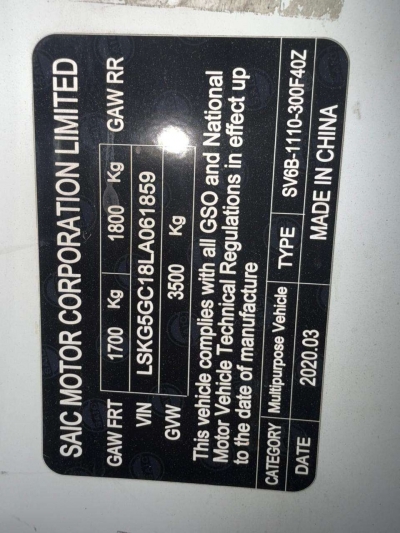 SAIC MOTOR CORPORATION LIMITED
GAW FRT 1700 Kg 1800 Kg GAW RR
VIN LSKG5GC18LA061859
GVW 3500 Kg
This vehicle complies with all GSO and National
Motor Vehicle Technical Regulations in effect up
to the date of manufacture
CATEGORY Multipurpose Vehicle TYPE SV6B-1110-300F40Z
DATE 2020.03 MADE IN CHINA